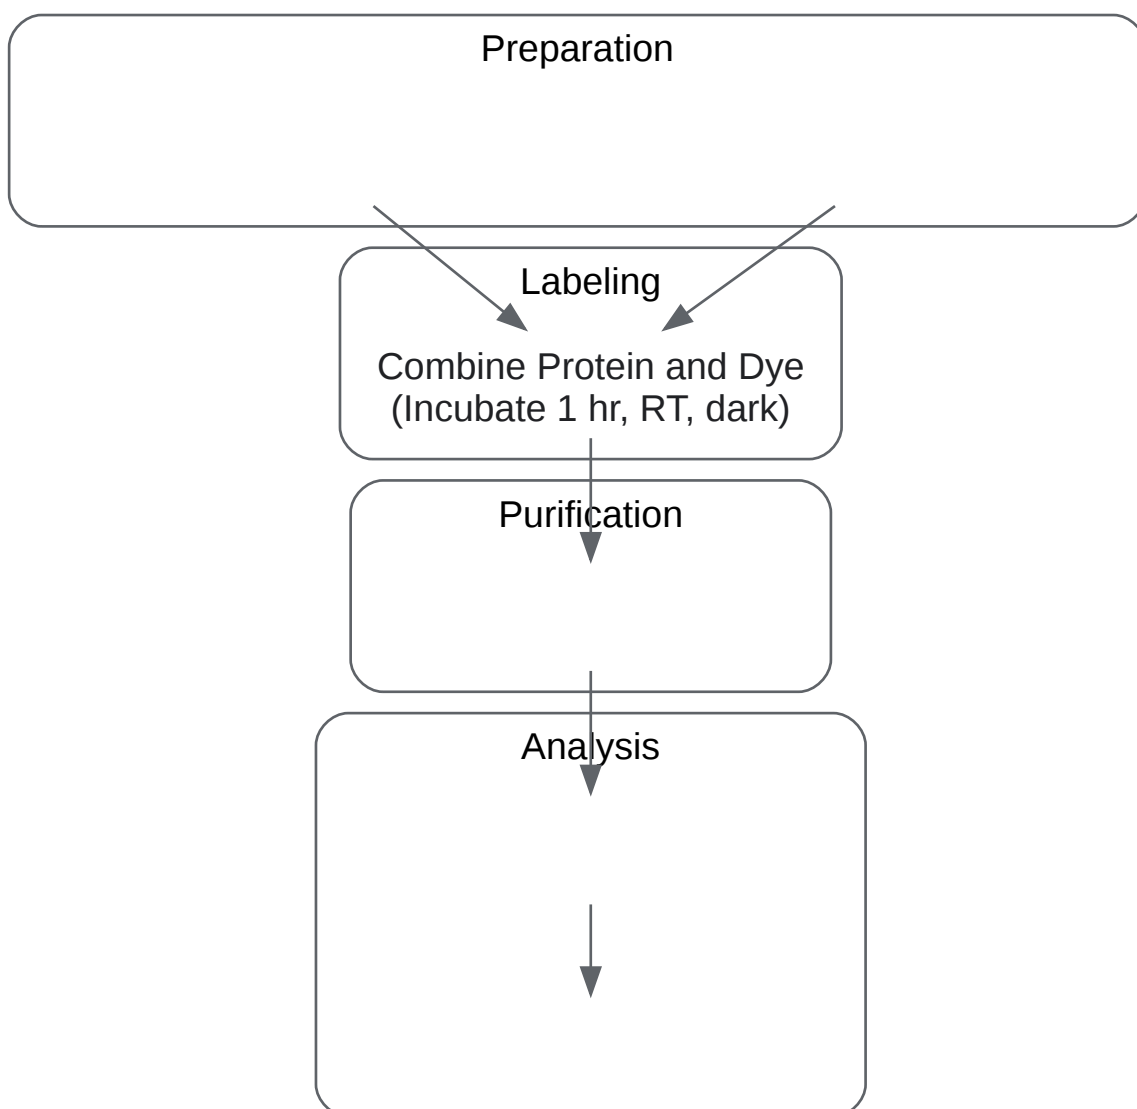 Preparation
Labeling
Combine Protein and Dye
(Incubate 1 hr, RT, dark)
Purification
Analysis